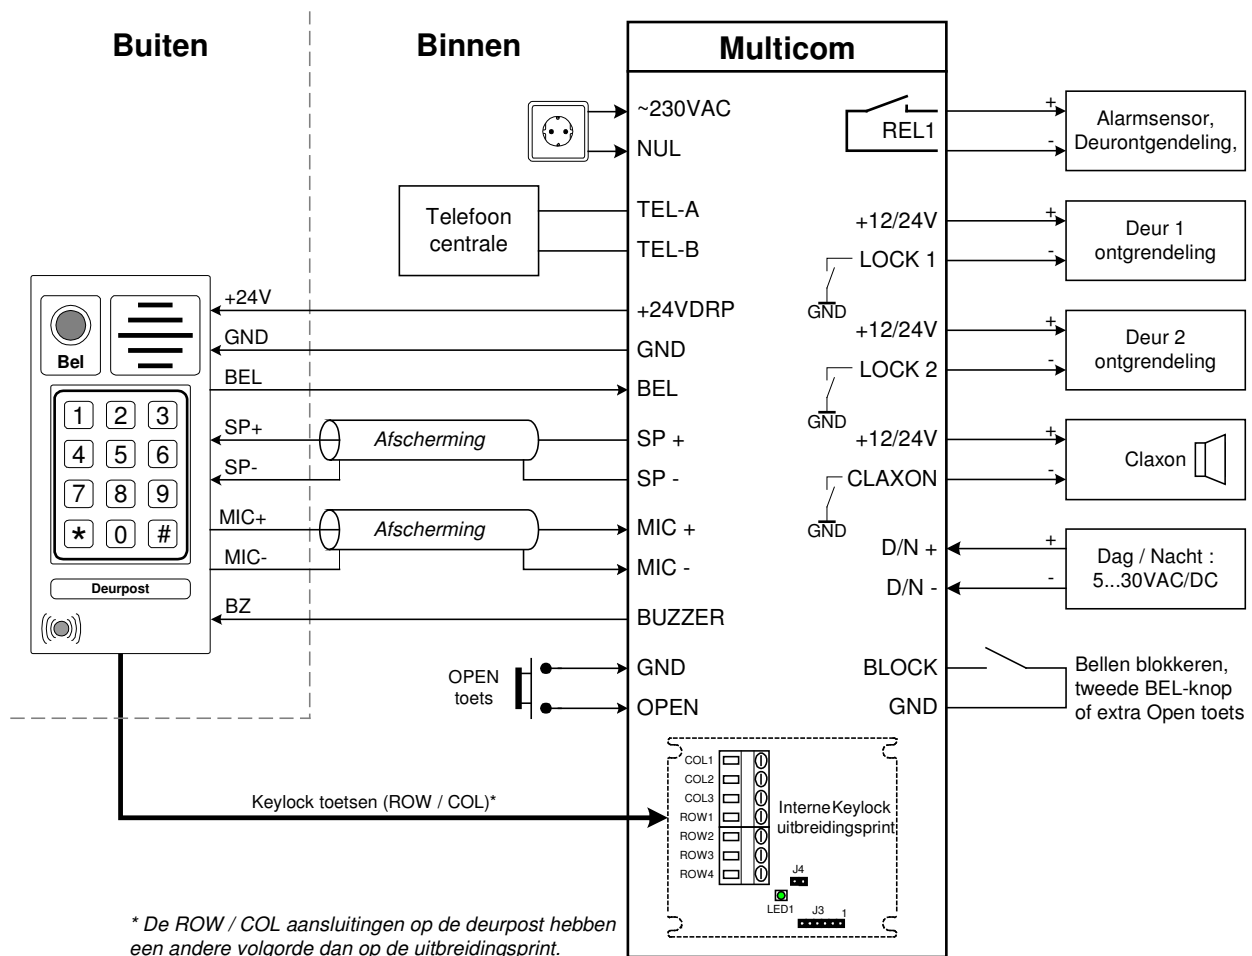 Buiten
Binnen
Multicom
~230VAC
NUL
TEL-A
TEL-B
+24VDRP
GND
BEL
SP +
SP -
MIC +
MIC -
BUZZER
GND
OPEN
REL1
+12/24V
LOCK 1
GND
+12/24V
LOCK 2
GND
+12/24V
CLAXON
GND
D/N +
D/N -
BLOCK
GND
Telefoon
centrale
+24V
GND
BEL
SP+
SP-
MIC+
MIC-
BZ
Afscherming
Afscherming
Bel
1 2 3
4 5 6
7 8 9
* 0 #
Deurpost
OPEN
toets
+
-
Alarmsensor,
Deurontgendeling,
+
-
Deur 1
ontgrendeling
+
-
Deur 2
ontgrendeling
+
-
Claxon
+
-
Dag / Nacht :
5...30VAC/DC
Bellen blokkeren,
tweede BEL-knop
of extra Open toets
Keylock toetsen (ROW / COL)*
COL1
COL2
COL3
ROW1
ROW2
ROW3
ROW4
Interne Keylock
uitbreidingsprint
J4
LED1
J3
1
* De ROW / COL aansluitingen op de deurpost hebben
een andere volgorde dan op de uitbreidingsprint.